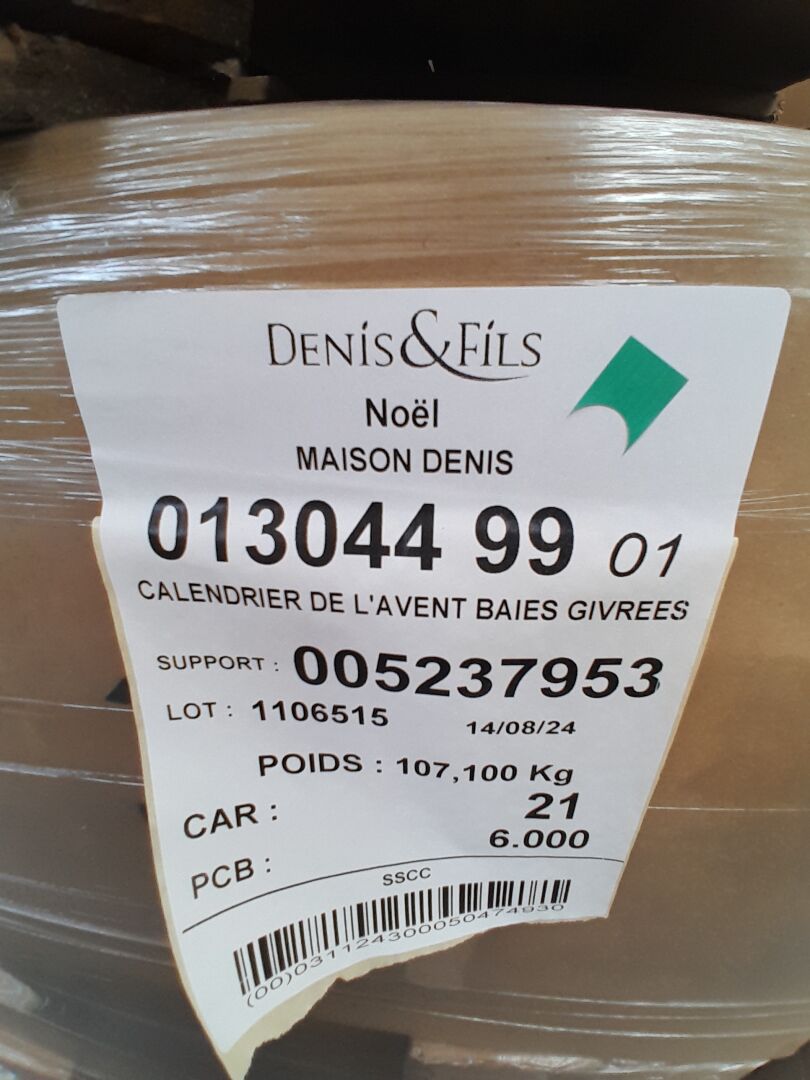 DENIS&FILS
Noël
MAISON DENIS
013044 99 01
CALENDRIER DE L'AVENT BAIES GIVREES
SUPPORT : 005237953
LOT : 1106515 14/08/24
POIDS : 107,100 Kg
CAR : 21
PCB : 6.000
SSCC
(00)031124300050474930